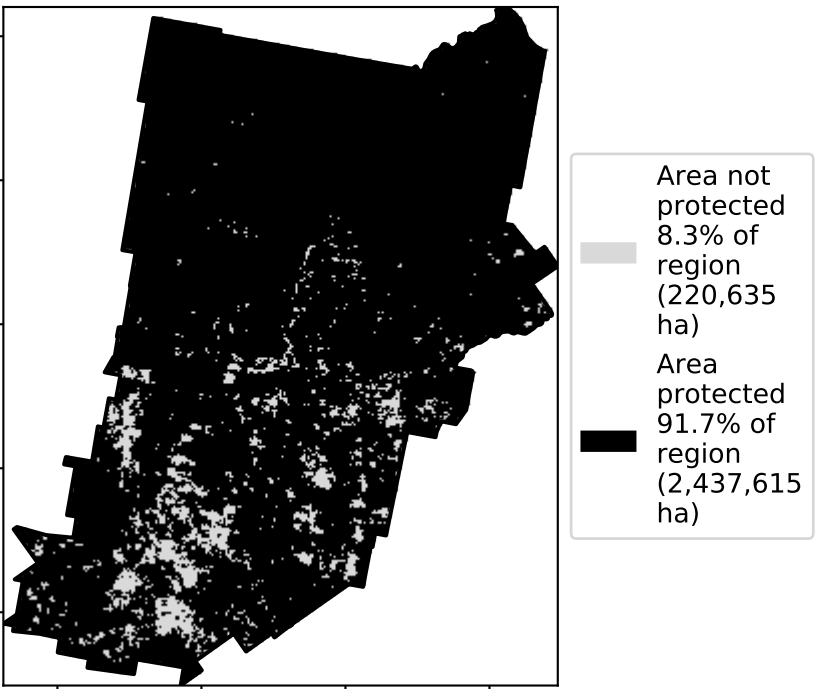 Area not
protected
8.3% of
region
(220,635
ha)
Area
protected
91.7% of
region
(2,437,615
ha)